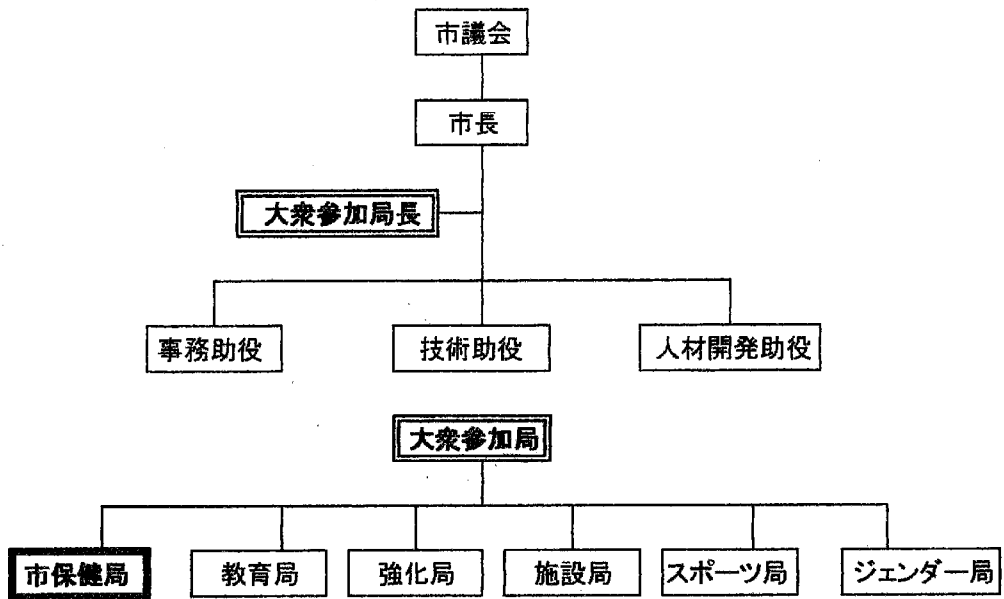 市議会
市長
大衆参加局長
事務助役 技術助役 人材開発助役
大衆参加局
市保健局 教育局 強化局 施設局 スポーツ局 ジェンダー局